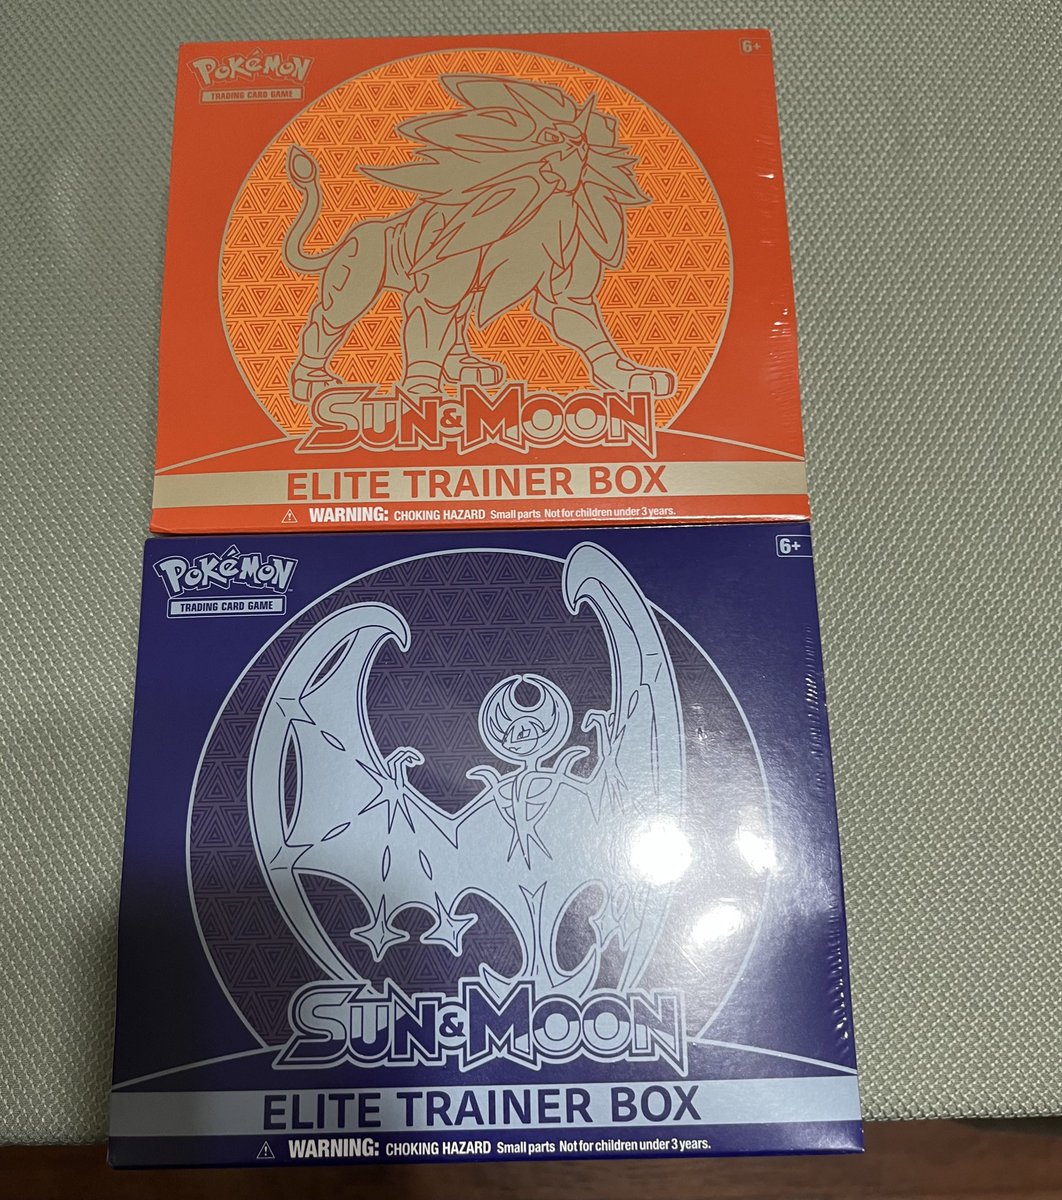 Pokémon
TRADING CARD GAME
6+
SUN & MOON
ELITE TRAINER BOX
WARNING: CHOKING HAZARD Small parts Not for children under 3 years.
Pokémon
TRADING CARD GAME
6+
SUN & MOON
ELITE TRAINER BOX
WARNING: CHOKING HAZARD Small parts Not for children under 3 years.